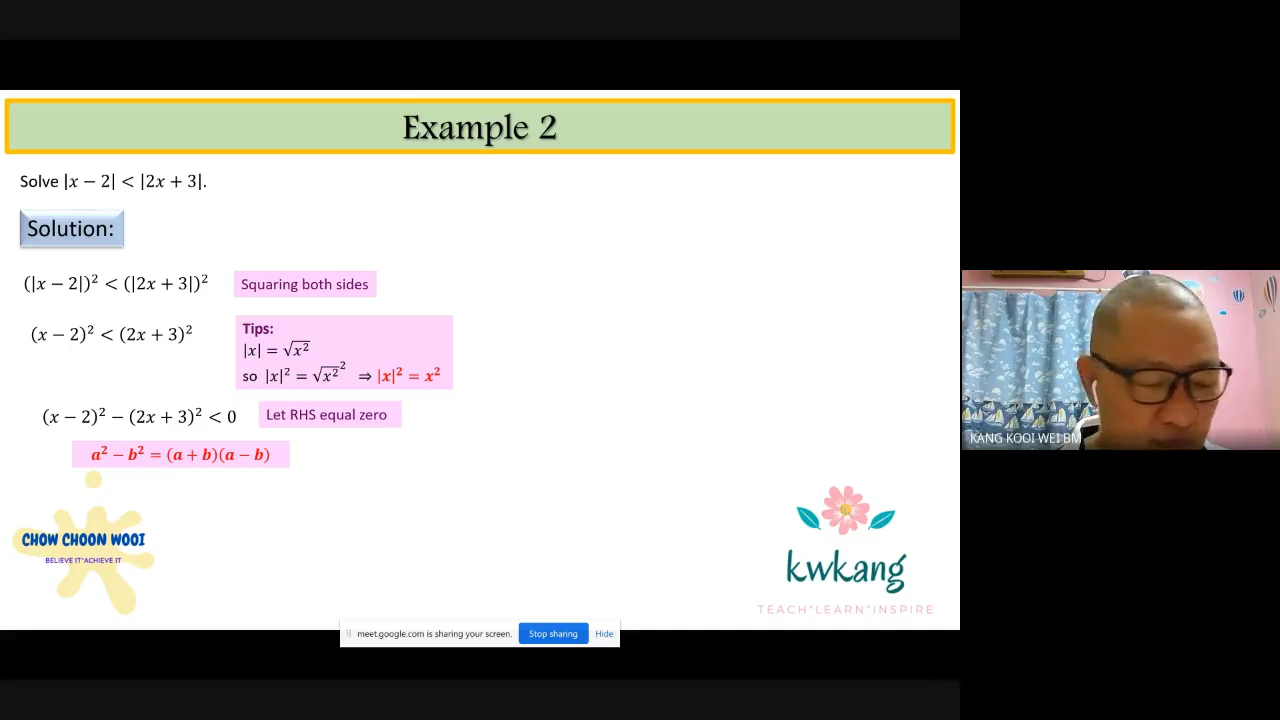 Example 2
Solve |x − 2| < |2x + 3|.
Solution:
(|x − 2|)² < (|2x + 3|)² Squaring both sides
(x − 2)² < (2x + 3)²
Tips:
|x| = √x²
so |x|² = √x²² ⇒ |x|² = x²
(x − 2)² − (2x + 3)² < 0 Let RHS equal zero
a² − b² = (a + b)(a − b)
CHOW CHOON WOOI
BELIEVE IT*ACHIEVE IT
kwkang
TEACH*LEARN*INSPIRE
meet.google.com is sharing your screen. Stop sharing Hide
KANG KOOI WEI BM